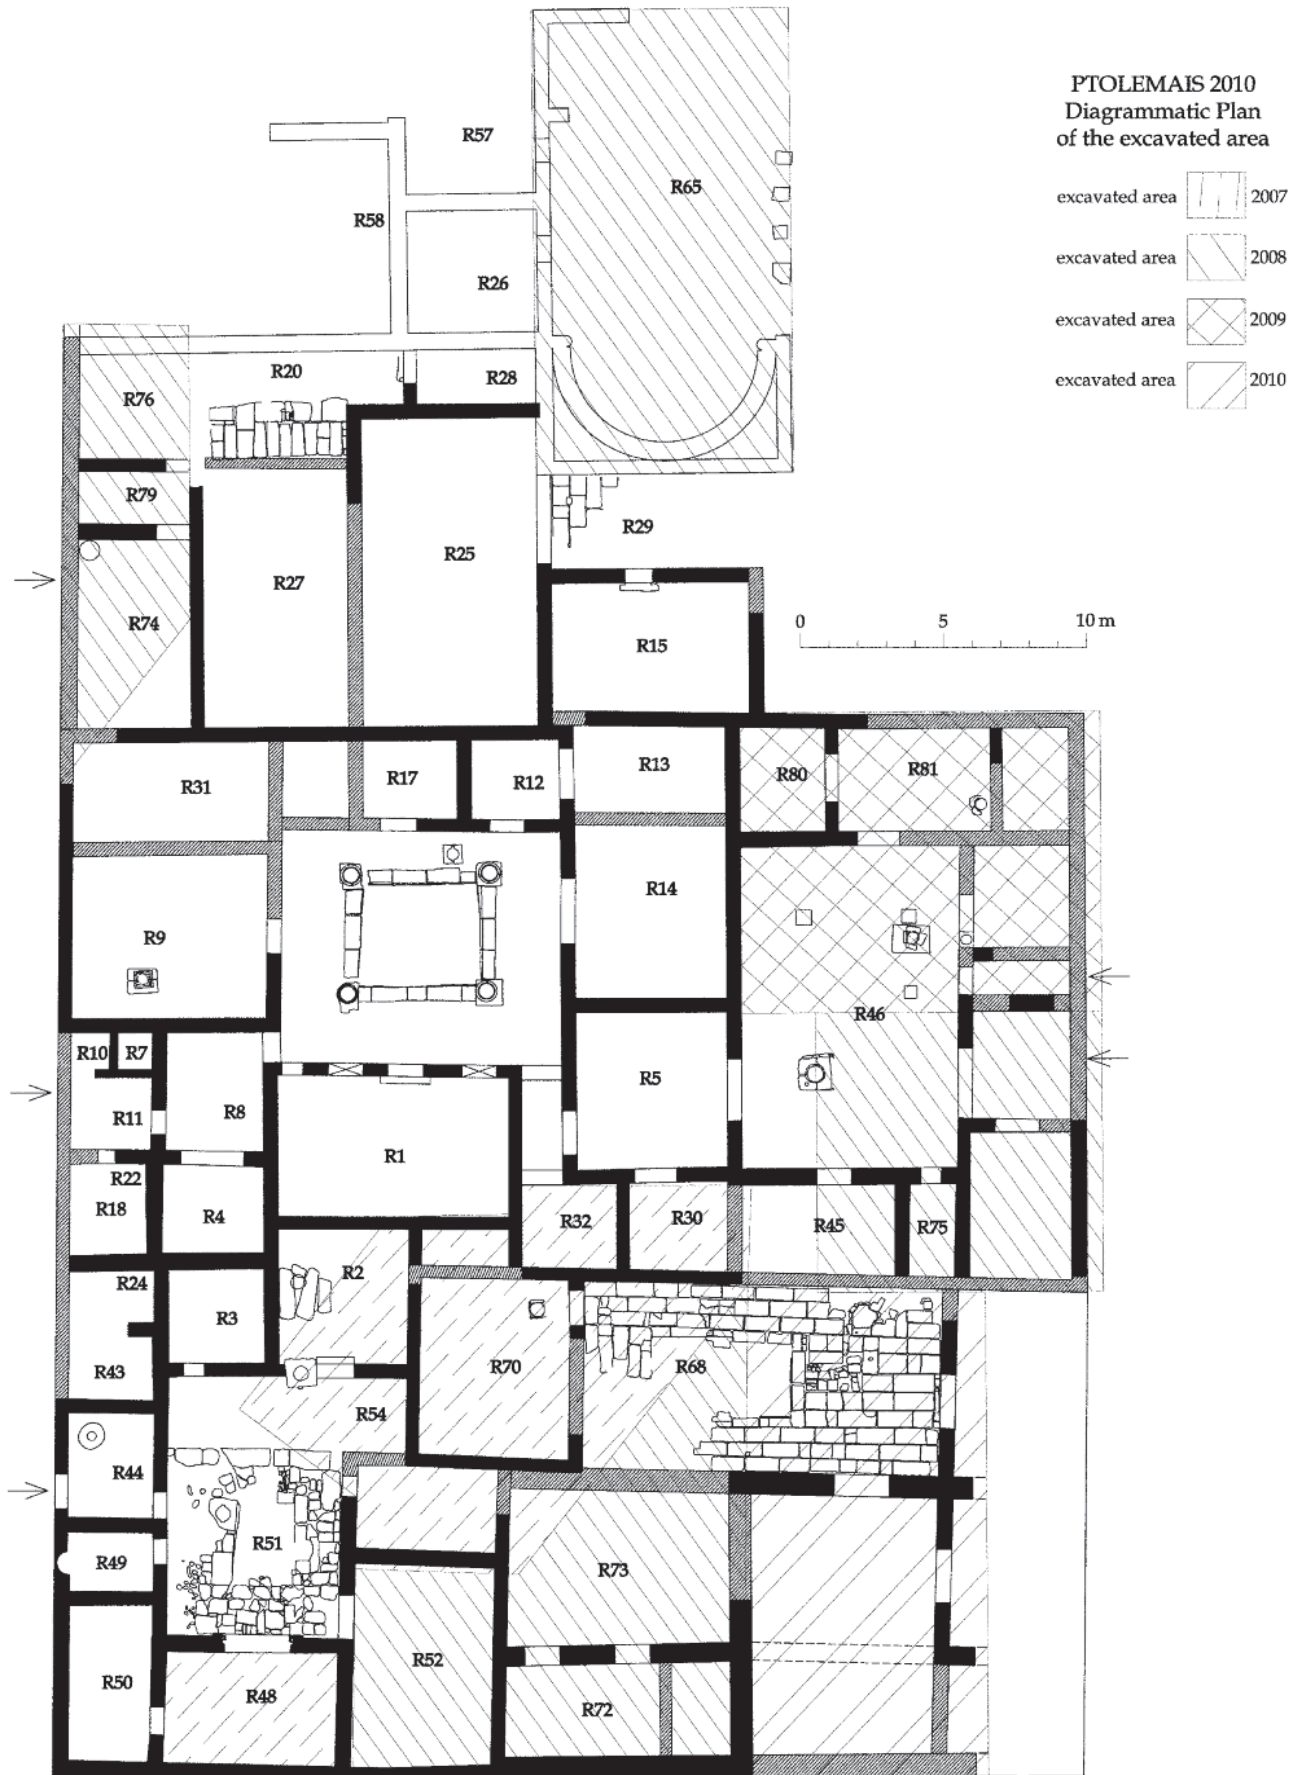 PTOLEMAIS 2010
Diagrammatic Plan
of the excavated area
excavated area 2007
excavated area 2008
excavated area 2009
excavated area 2010
R57
R65
R58
R26
R20
R28
R76
R79
R29
R25
R27
R74
R15
0 5 10 m
R31
R17
R12
R13
R80
R81
R14
R9
R46
R10
R7
R5
R11
R8
R1
R22
R18
R4
R32
R30
R45
R75
R24
R2
R3
R43
R70
R68
R54
R44
R51
R49
R73
R52
R50
R48
R72